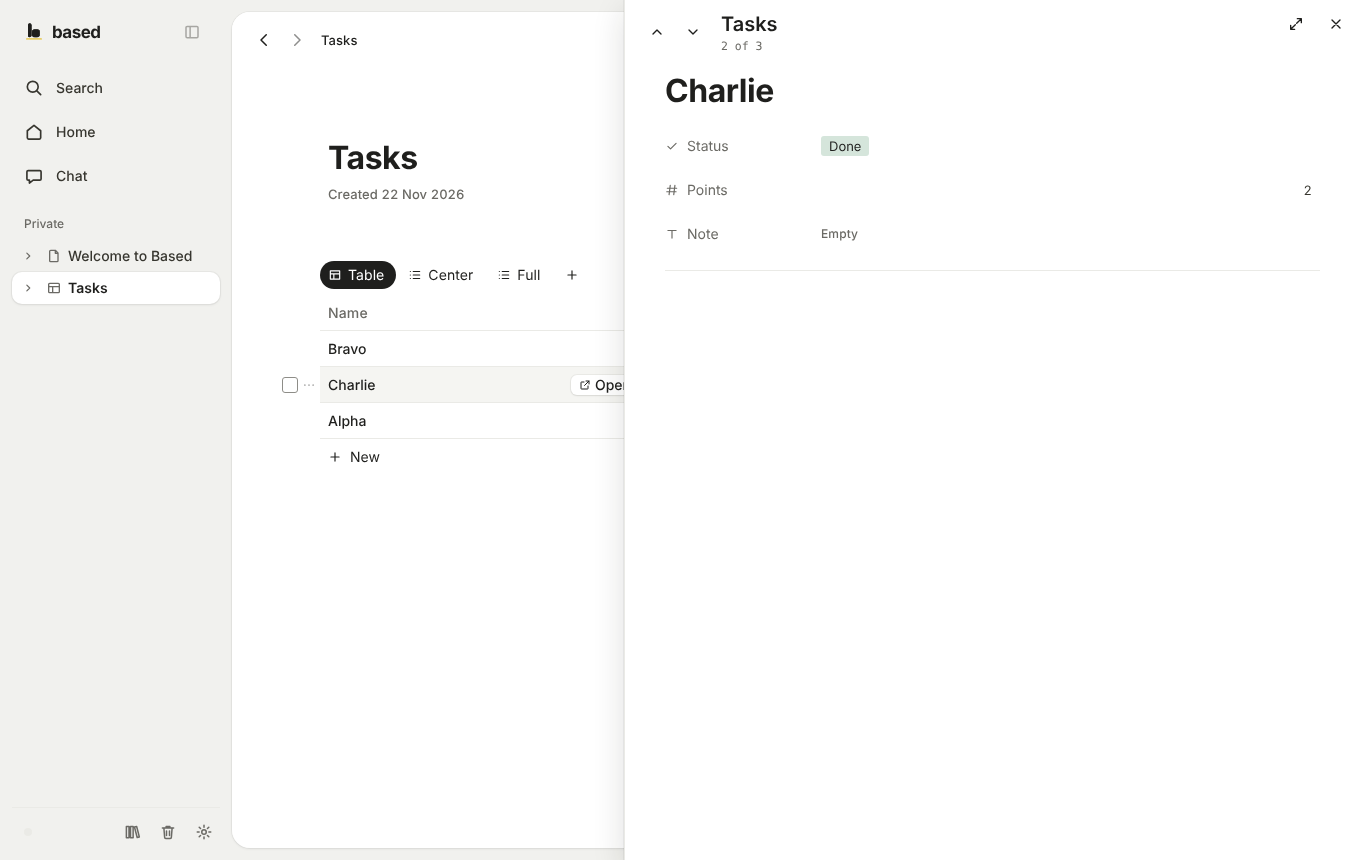 based
Search
Home
Chat
Private
Welcome to Based
Tasks
Tasks
Tasks
Created 22 Nov 2026
Table
Center
Full
Name
Bravo
Charlie
Open
Alpha
New
Tasks
2 of 3
Charlie
Status
Done
Points
2
Note
Empty